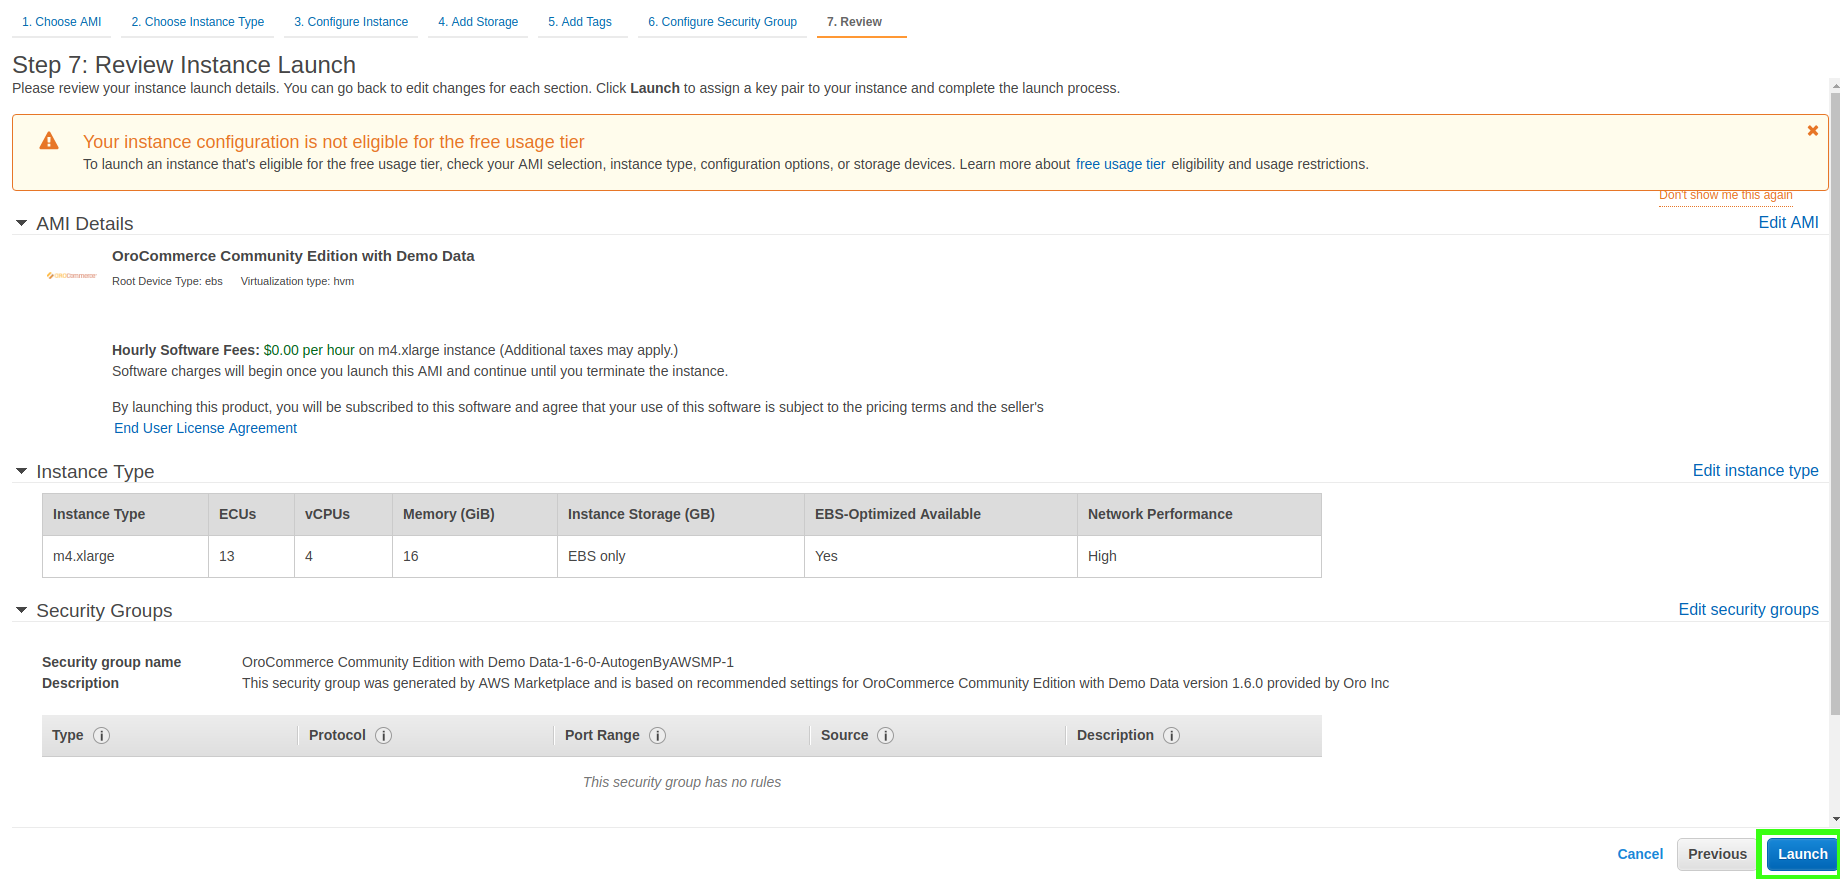 1. Choose AMI 2. Choose Instance Type 3. Configure Instance 4. Add Storage 5. Add Tags 6. Configure Security Group 7. Review
Step 7: Review Instance Launch
Please review your instance launch details. You can go back to edit changes for each section. Click Launch to assign a key pair to your instance and complete the launch process.
Your instance configuration is not eligible for the free usage tier
To launch an instance that's eligible for the free usage tier, check your AMI selection, instance type, configuration options, or storage devices. Learn more about free usage tier eligibility and usage restrictions.
Don't show me this again
AMI Details Edit AMI
OroCommerce Community Edition with Demo Data
OROCommerce
Root Device Type: ebs Virtualization type: hvm
Hourly Software Fees: $0.00 per hour on m4.xlarge instance (Additional taxes may apply.)
Software charges will begin once you launch this AMI and continue until you terminate the instance.
By launching this product, you will be subscribed to this software and agree that your use of this software is subject to the pricing terms and the seller's
End User License Agreement
Instance Type Edit instance type
Instance Type ECUs vCPUs Memory (GiB) Instance Storage (GB) EBS-Optimized Available Network Performance
m4.xlarge 13 4 16 EBS only Yes High
Security Groups Edit security groups
Security group name OroCommerce Community Edition with Demo Data-1-6-0-AutogenByAWSMP-1
Description This security group was generated by AWS Marketplace and is based on recommended settings for OroCommerce Community Edition with Demo Data version 1.6.0 provided by Oro Inc
Type i Protocol i Port Range i Source i Description i
This security group has no rules
Cancel Previous Launch